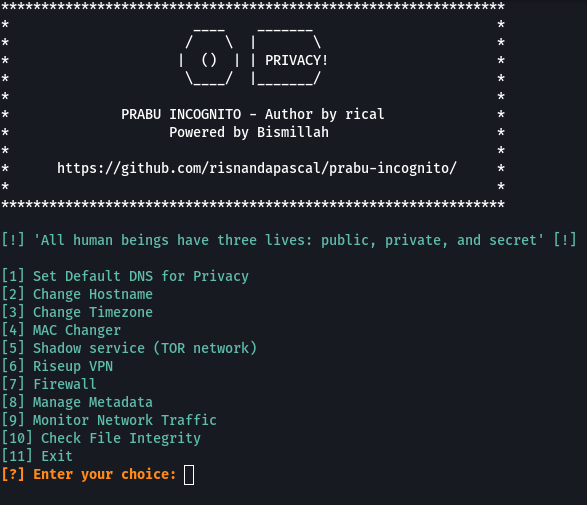 ***************************************************************
*                       ____    _______                       *
*                      /    \  |       \                      *
*                     |  ()  | | PRIVACY!                     *
*                      \____/  |_______/                      *
*                                                             *
*              PRABU INCOGNITO - Author by rical              *
*                    Powered by Bismillah                     *
*                                                             *
*      https://github.com/risnandapascal/prabu-incognito/     *
*                                                             *
***************************************************************
[!] 'All human beings have three lives: public, private, and secret' [!]
[1] Set Default DNS for Privacy
[2] Change Hostname
[3] Change Timezone
[4] MAC Changer
[5] Shadow service (TOR network)
[6] Riseup VPN
[7] Firewall
[8] Manage Metadata
[9] Monitor Network Traffic
[10] Check File Integrity
[11] Exit
[?] Enter your choice: